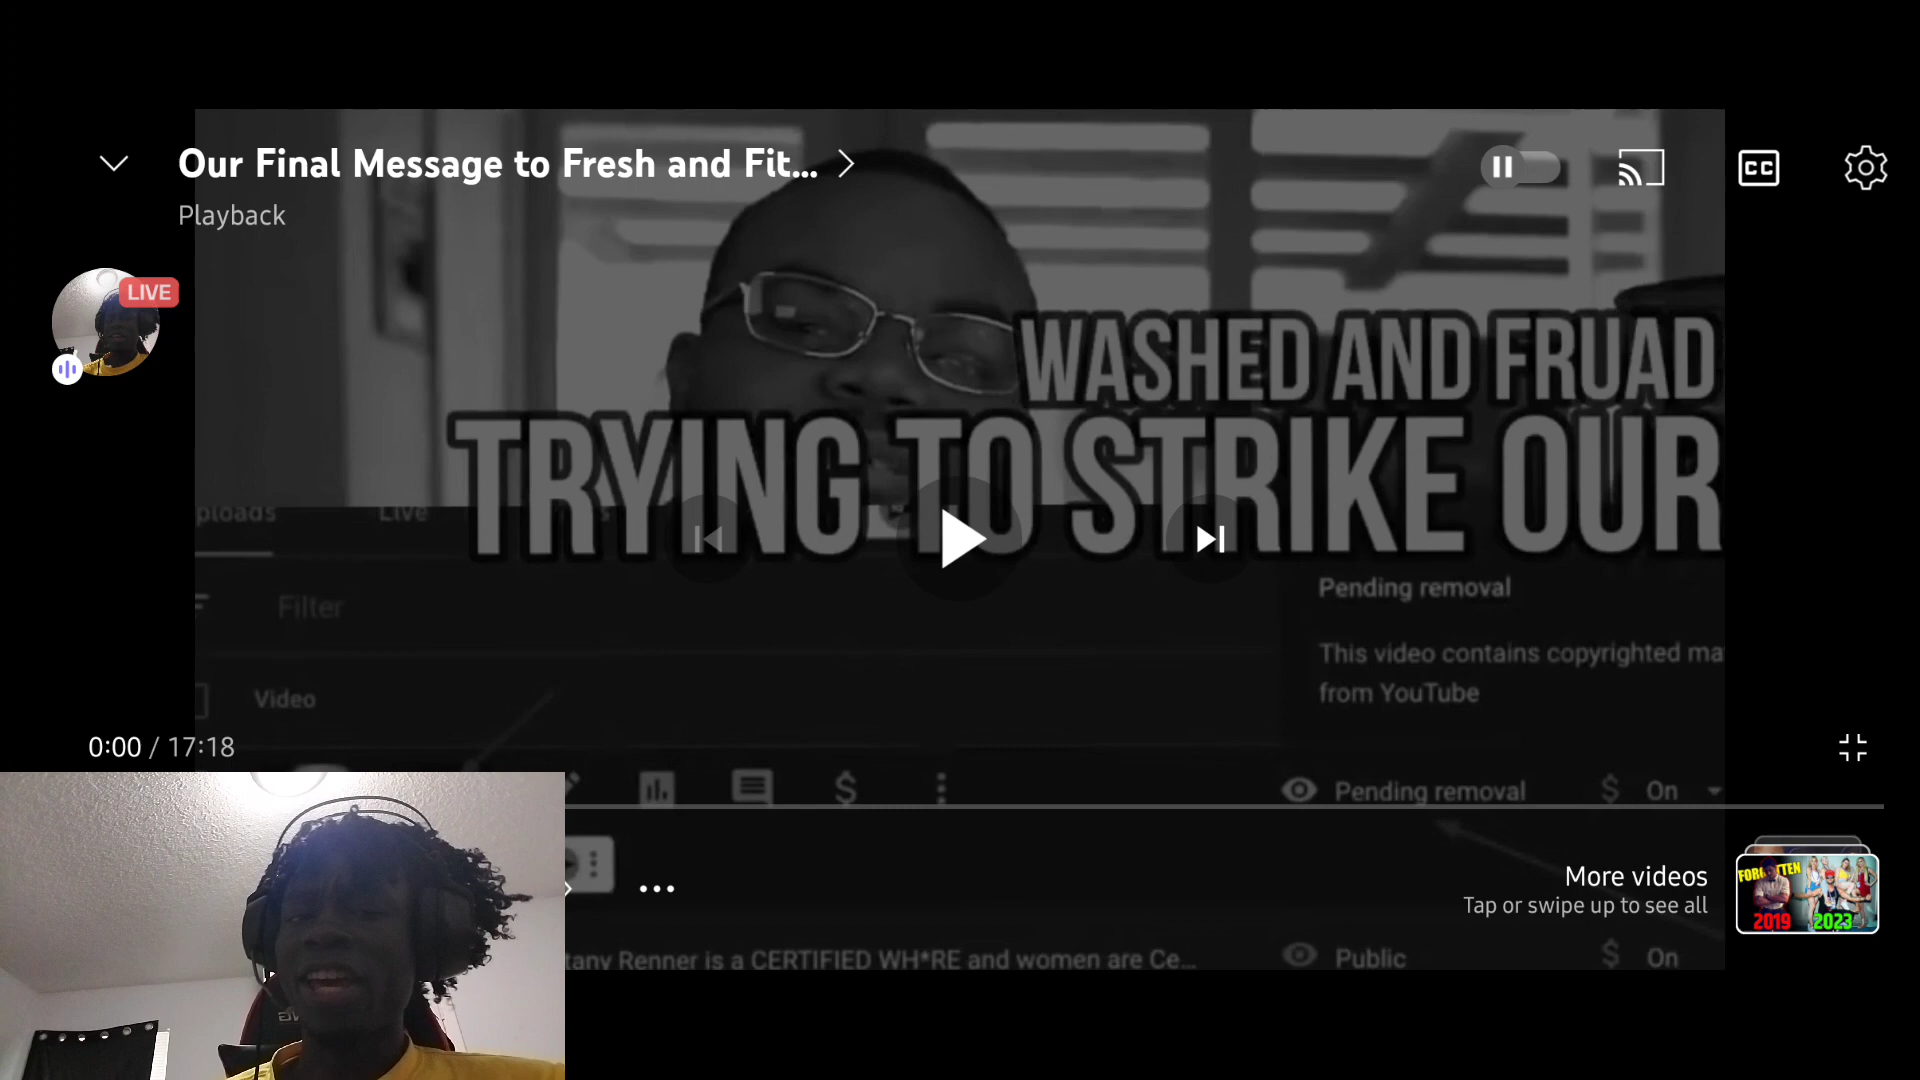 Our Final Message to Fresh and Fit...
Playback
CC
LIVE
WASHED AND FRUAD
TRYING TO STRIKE OUR
ploads
Live
Filter
Pending removal
This video contains copyrighted ma
from YouTube
Video
0:00 / 17:18
Pending removal
On
More videos
Tap or swipe up to see all
FORGOTTEN
2019
2023
tany Renner is a CERTIFIED WH*RE and women are Ce...
Public
On